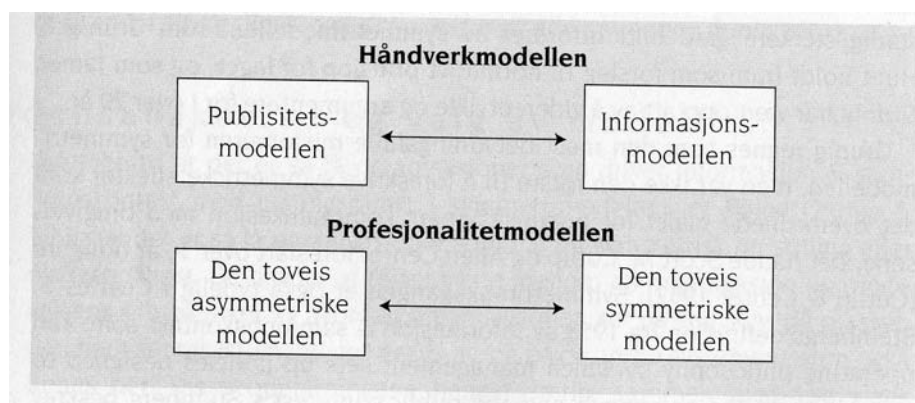 Håndverkmodellen
Publisitets-
modellen
Informasjons-
modellen
Profesjonalitetmodellen
Den toveis
asymmetriske
modellen
Den toveis
symmetriske
modellen